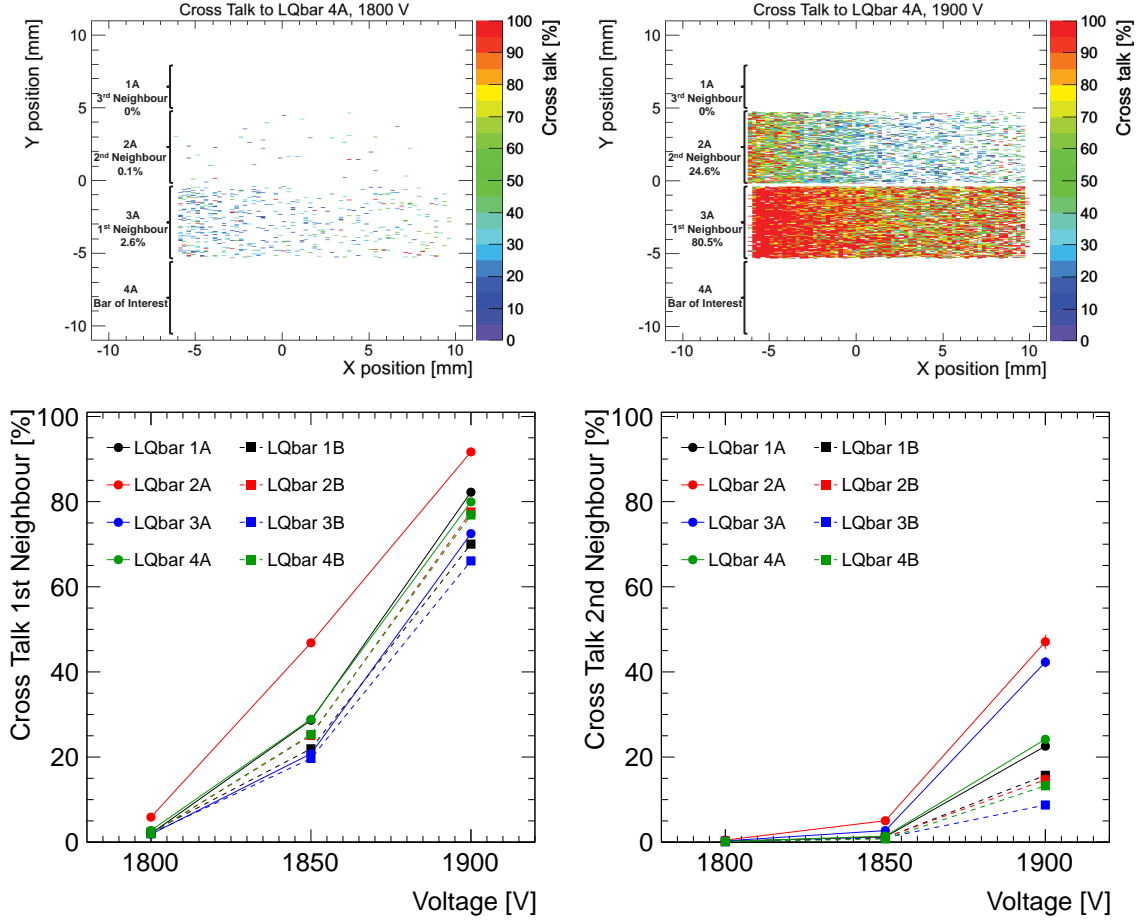 Cross Talk to LQbar 4A, 1800 V
Y position [mm]
10
5
0
-5
-10
1A
3rd Neighbour
0%
2A
2nd Neighbour
0.1%
3A
1st Neighbour
2.6%
4A
Bar of Interest
-10 -5 0 5 10
X position [mm]
100
90
80
70
60
50
40
30
20
10
0
Cross talk [%]
Cross Talk to LQbar 4A, 1900 V
Y position [mm]
10
5
0
-5
-10
1A
3rd Neighbour
0%
2A
2nd Neighbour
24.6%
3A
1st Neighbour
80.5%
4A
Bar of Interest
-10 -5 0 5 10
X position [mm]
100
90
80
70
60
50
40
30
20
10
0
Cross talk [%]
Cross Talk 1st Neighbour [%]
100
80
60
40
20
0
LQbar 1A LQbar 1B
LQbar 2A LQbar 2B
LQbar 3A LQbar 3B
LQbar 4A LQbar 4B
1800 1850 1900
Voltage [V]
Cross Talk 2nd Neighbour [%]
100
80
60
40
20
0
LQbar 1A LQbar 1B
LQbar 2A LQbar 2B
LQbar 3A LQbar 3B
LQbar 4A LQbar 4B
1800 1850 1900
Voltage [V]